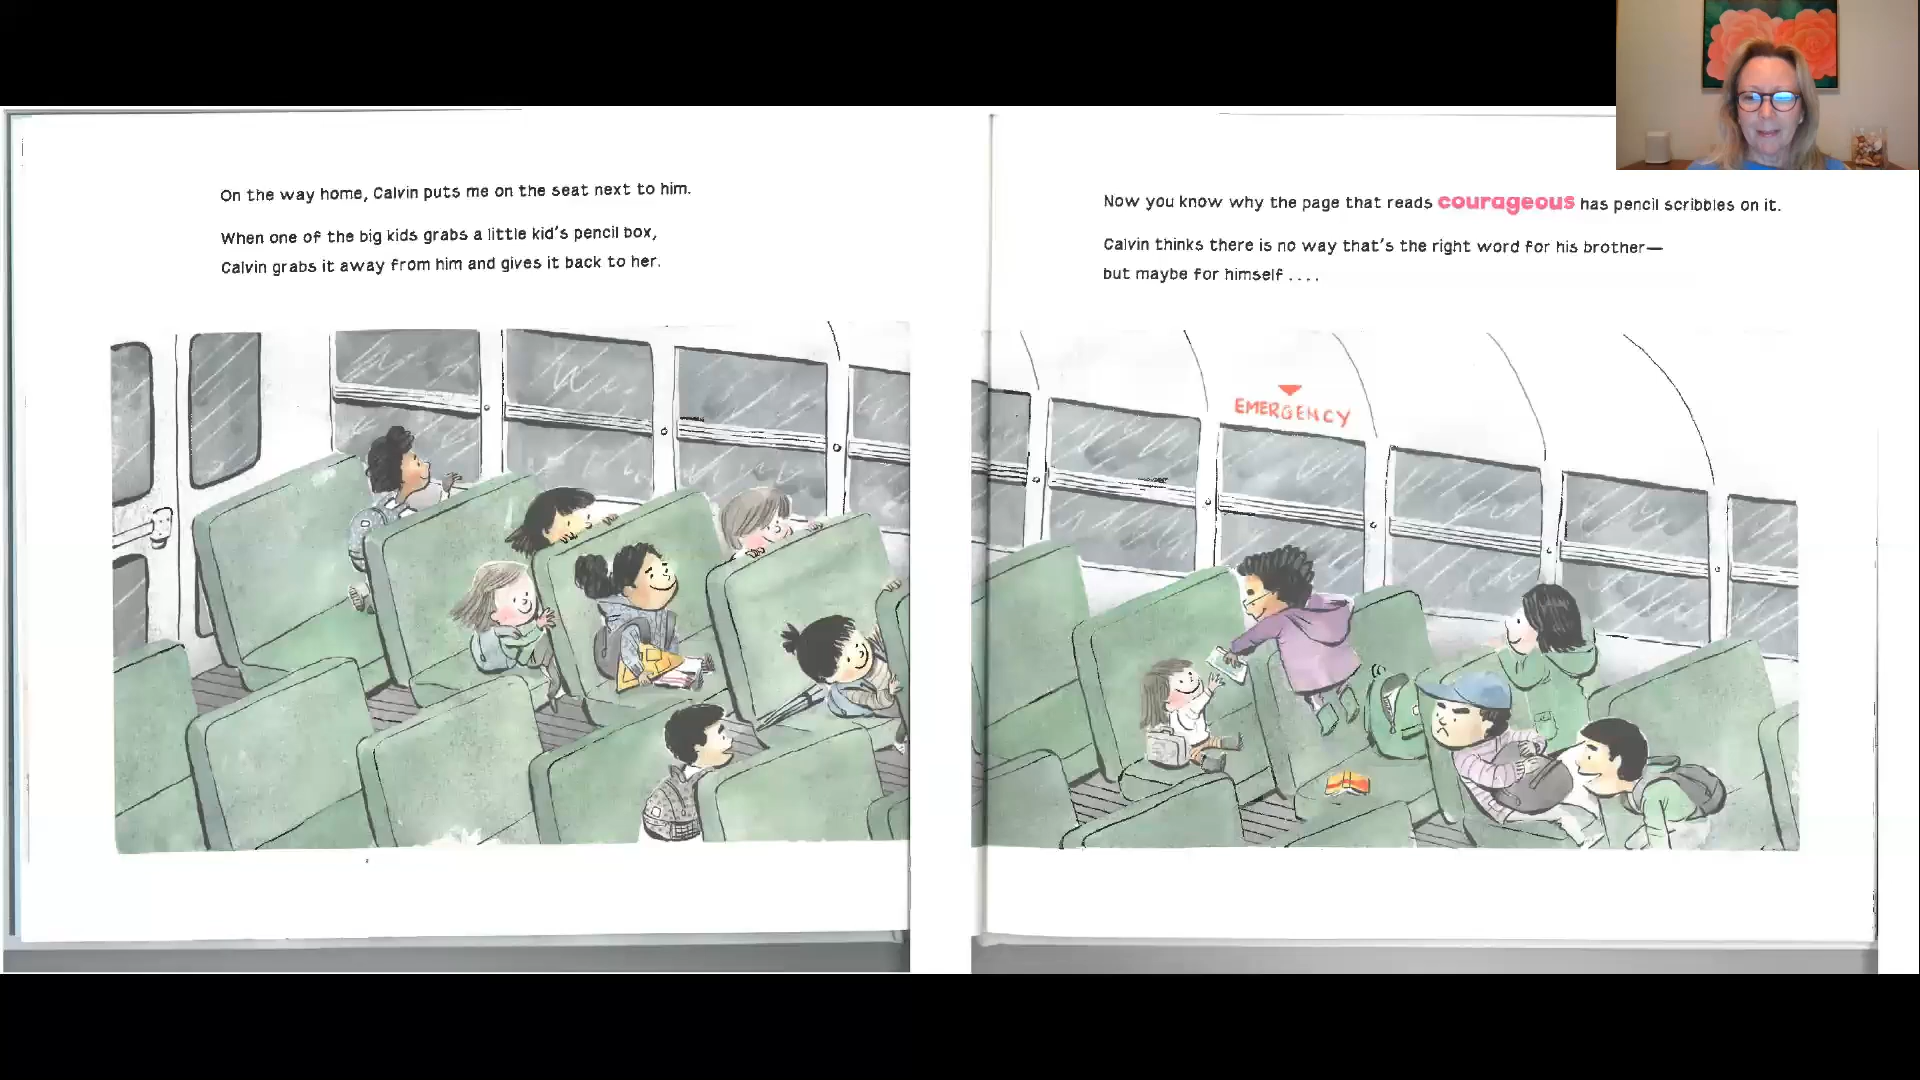 On the way home, Calvin puts me on the seat next to him.
When one of the big kids grabs a little kid's pencil box,
Calvin grabs it away from him and gives it back to her.
Now you know why the page that reads courageous has pencil scribbles on it.
Calvin thinks there is no way that's the right word for his brother—
but maybe for himself . . . .
EMERGENCY